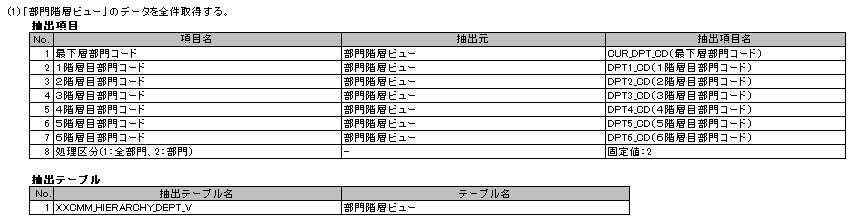 (1)「部門階層ビュー」のデータを全件取得する。
抽出項目
No. 項目名 抽出元 抽出項目名
1 最下層部門コード 部門階層ビュー CUR_DPT_CD(最下層部門コード)
2 1階層目部門コード 部門階層ビュー DPT1_CD(1階層目部門コード)
3 2階層目部門コード 部門階層ビュー DPT2_CD(2階層目部門コード)
4 3階層目部門コード 部門階層ビュー DPT3_CD(3階層目部門コード)
5 4階層目部門コード 部門階層ビュー DPT4_CD(4階層目部門コード)
6 5階層目部門コード 部門階層ビュー DPT5_CD(5階層目部門コード)
7 6階層目部門コード 部門階層ビュー DPT6_CD(6階層目部門コード)
8 処理区分(1:全部門、2:部門) - 固定値:2
抽出テーブル
No. 抽出テーブル名 テーブル名
1 XXCMM_HIERARCHY_DEPT_V 部門階層ビュー